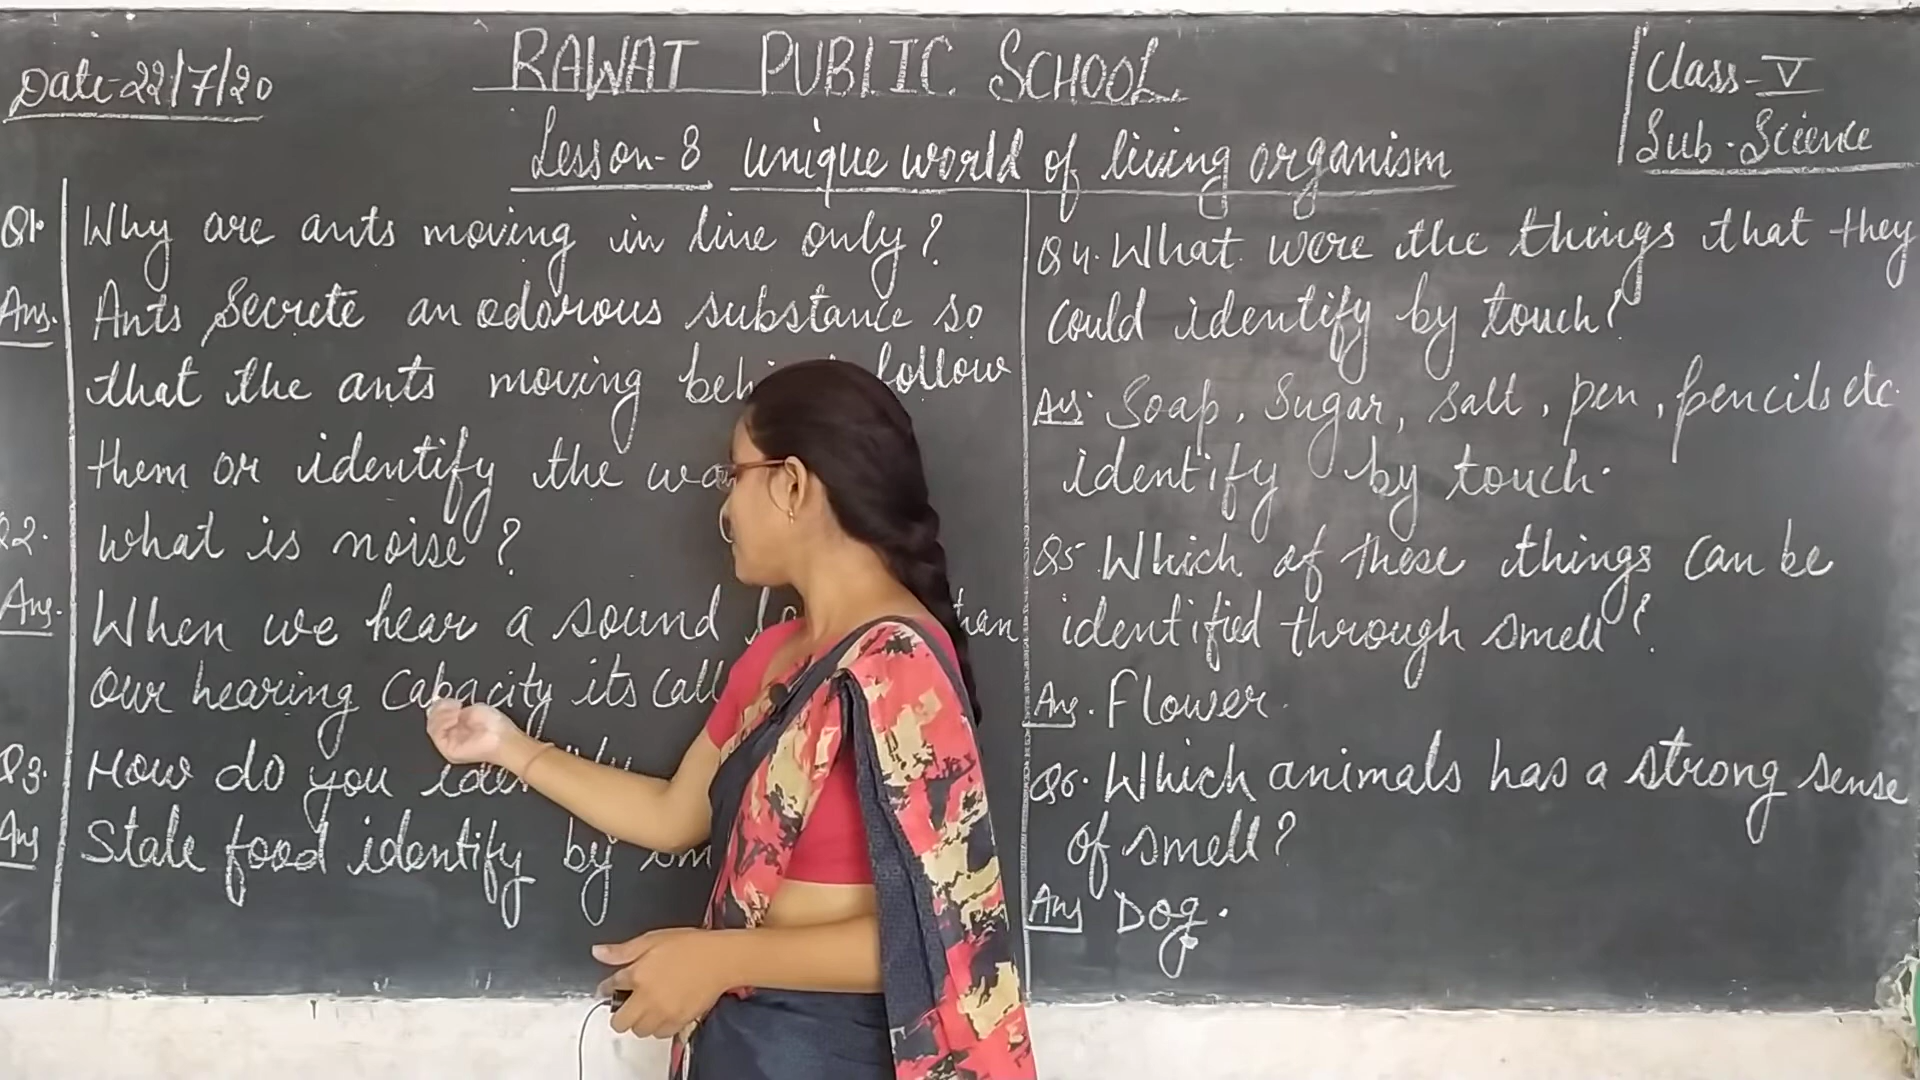 Date-22/7/20
RAWAT PUBLIC SCHOOL
Class-V
Sub. Science
Lesson-8 unique world of living organism
Q1. Why are ants moving in line only?
Ans. Ants Secrete an odorous substance so
that the ants moving follow
them or identify the
Q2. What is noise?
Ans. When we hear a sound
our hearing Capacity its
Q3. How do you
Ans Stale food identify by
Q4. What were the things that they
could identify by touch?
Ans. Soap, Sugar, Salt, pen, pencils etc.
identify by touch.
Q5 Which of these things can be
identified through smell?
Ans. Flower.
Q6. Which animals has a strong sense
of smell?
Ans Dog.